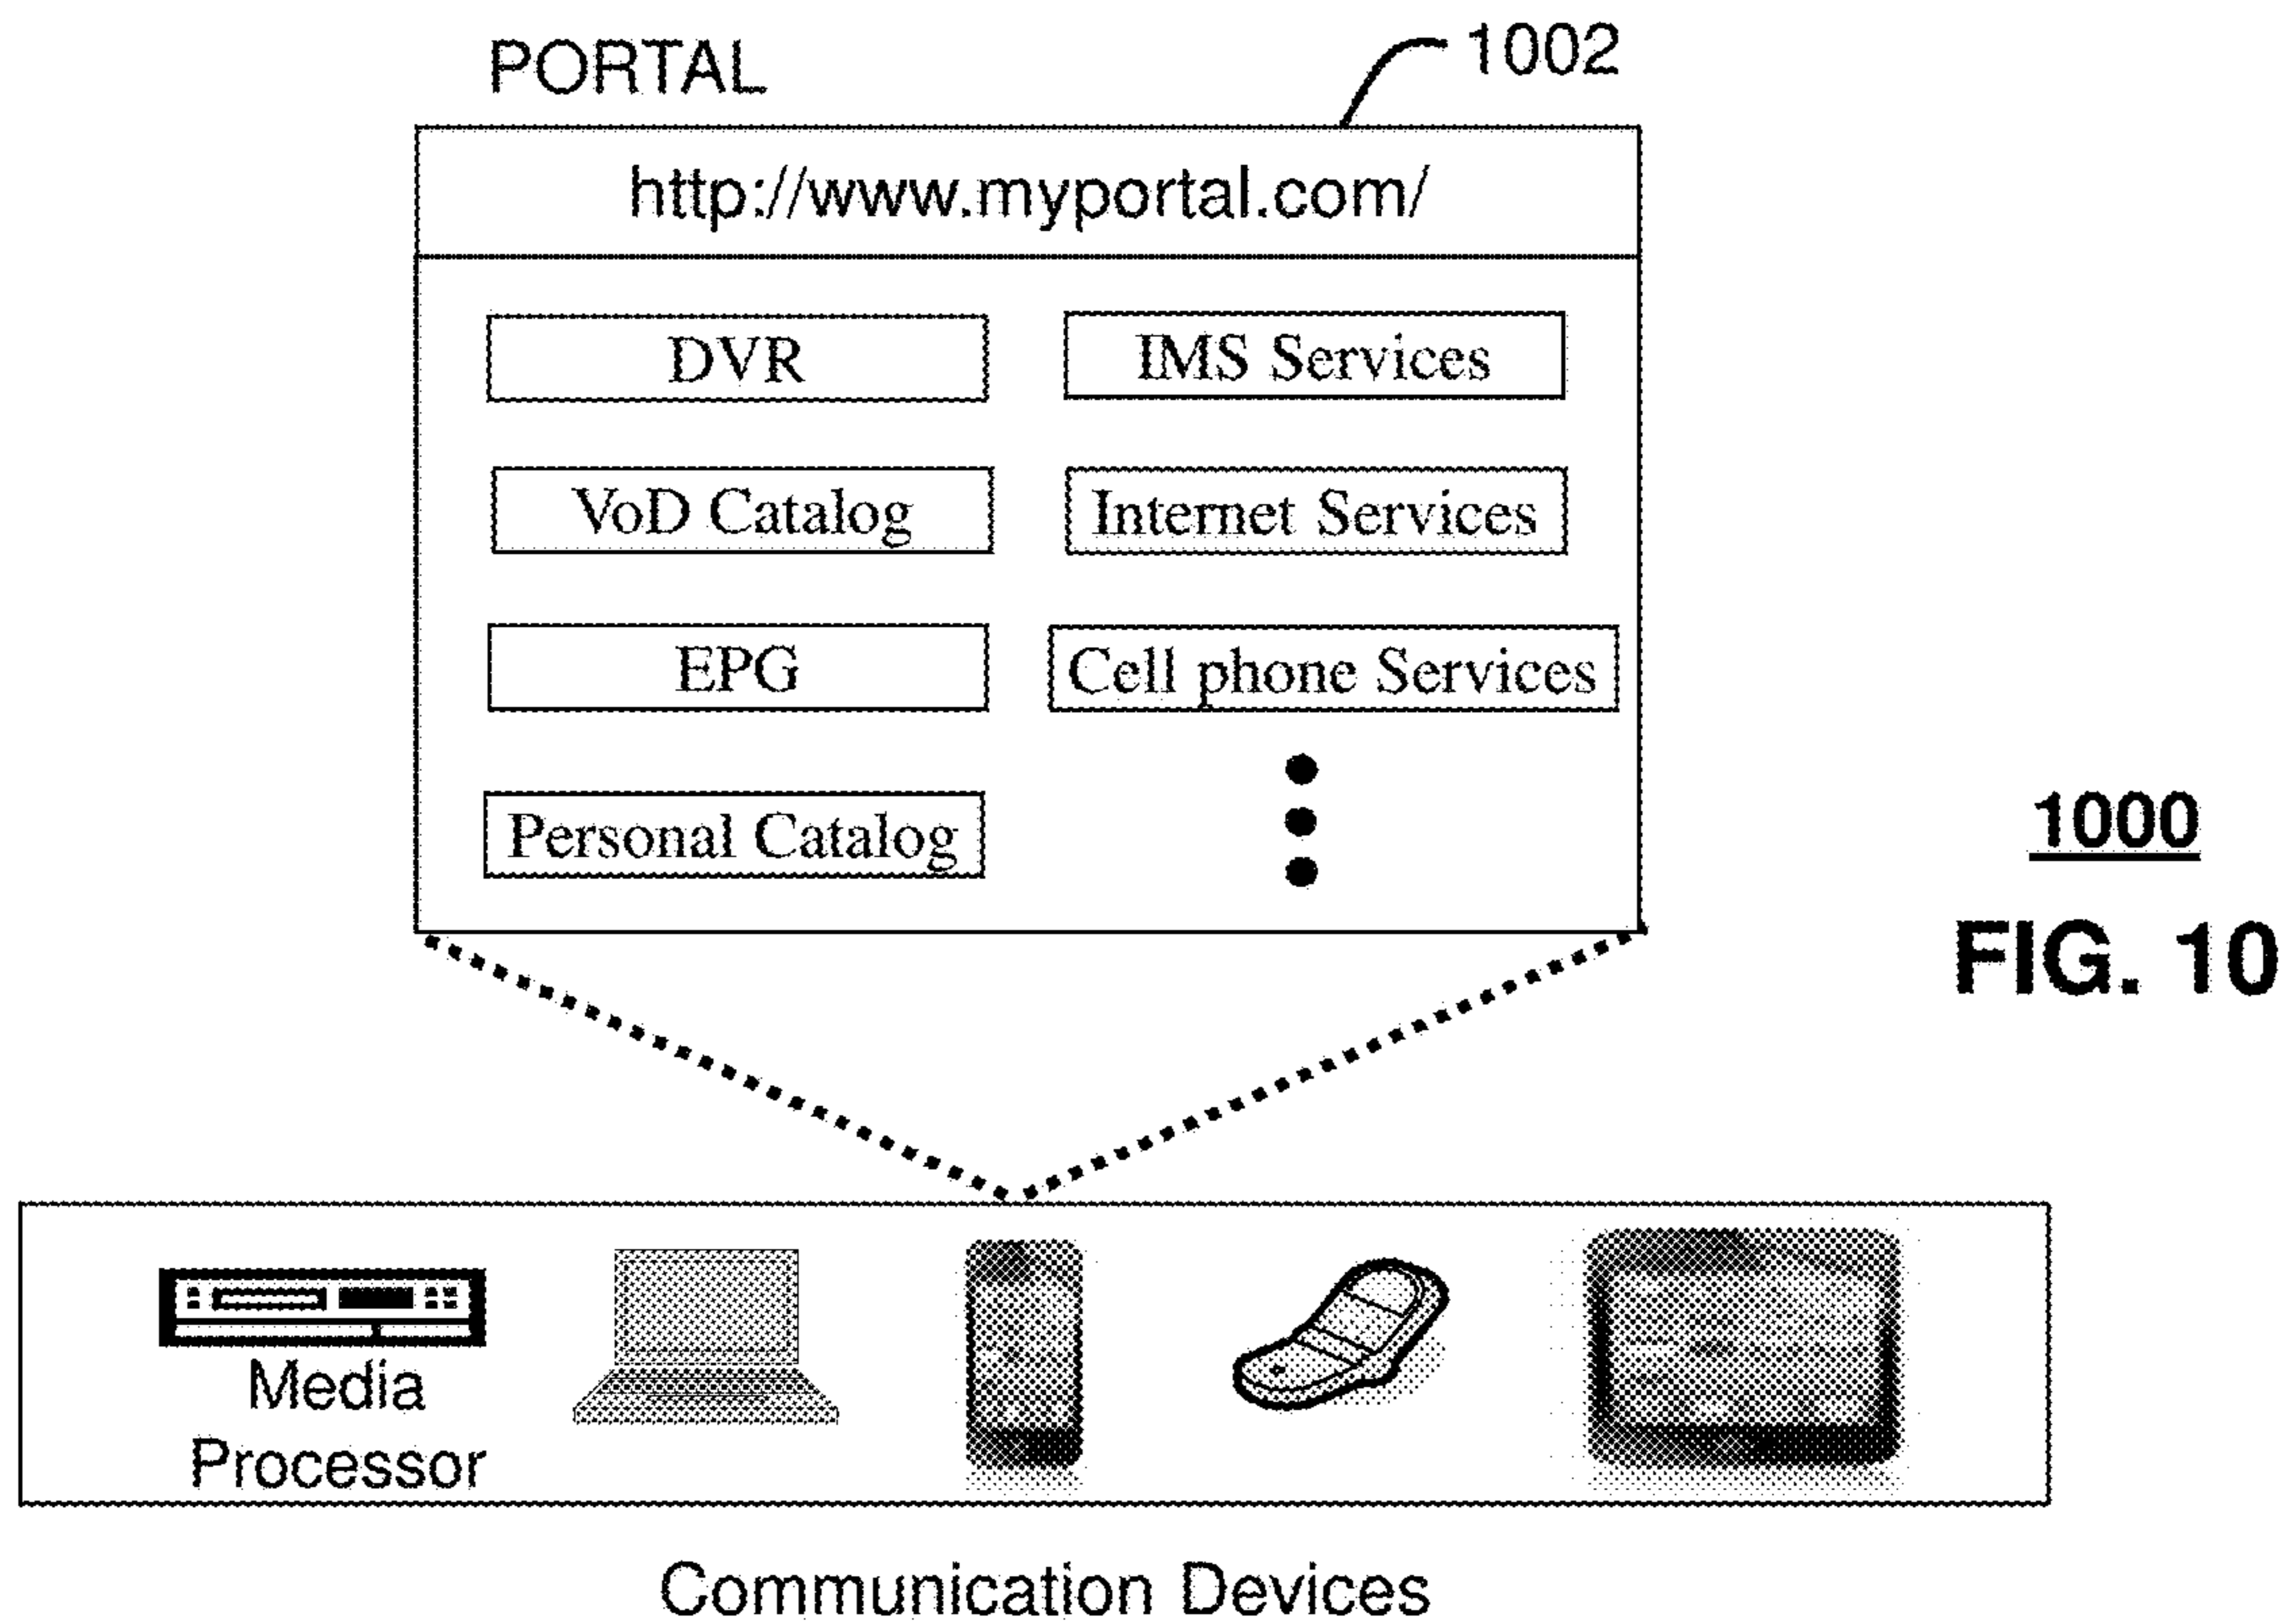 PORTAL
1002
http://www.myportal.com/
DVR
IMS Services
VoD Catalog
Internet Services
EPG
Cell phone Services
Personal Catalog
1000
FIG. 10
Media
Processor
Communication Devices